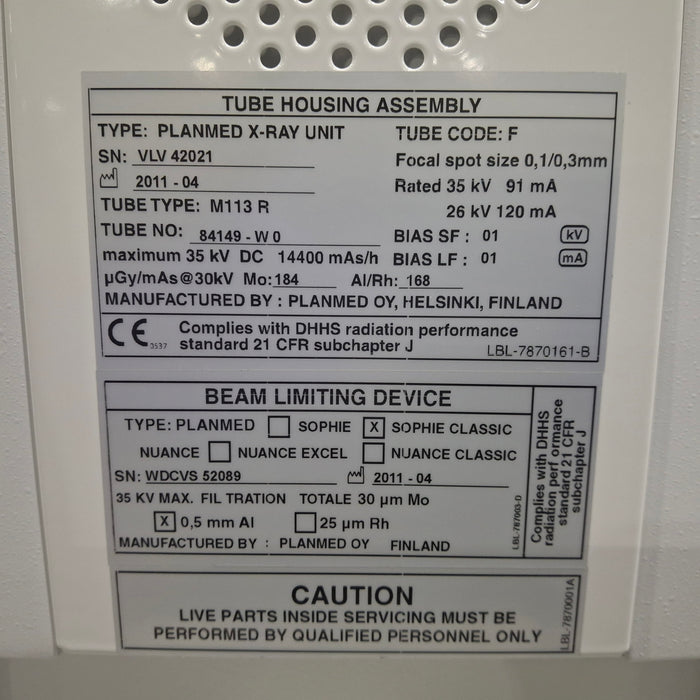 TUBE HOUSING ASSEMBLY
TYPE: PLANMED X-RAY UNIT TUBE CODE: F
SN: VLV 42021 Focal spot size 0,1/0,3mm
2011 - 04 Rated 35 kV 91 mA
TUBE TYPE: M113 R 26 kV 120 mA
TUBE NO: 84149 - W 0 BIAS SF : 01 kV
maximum 35 kV DC 14400 mAs/h BIAS LF : 01 mA
µGy/mAs@30kV Mo: 184 Al/Rh: 168
MANUFACTURED BY : PLANMED OY, HELSINKI, FINLAND
CE 0537 Complies with DHHS radiation performance
standard 21 CFR subchapter J LBL-7870161-B
BEAM LIMITING DEVICE
TYPE: PLANMED SOPHIE X SOPHIE CLASSIC
NUANCE NUANCE EXCEL NUANCE CLASSIC
SN: WDCVS 52089 2011 - 04
35 KV MAX. FIL TRATION TOTALE 30 µm Mo
X 0,5 mm Al 25 µm Rh
MANUFACTURED BY : PLANMED OY FINLAND
LBL-787003-D
Complies with DHHS
radiation perf ormance
standard 21 CFR
subchapter J
CAUTION
LIVE PARTS INSIDE SERVICING MUST BE
PERFORMED BY QUALIFIED PERSONNEL ONLY
LBL-7870001A